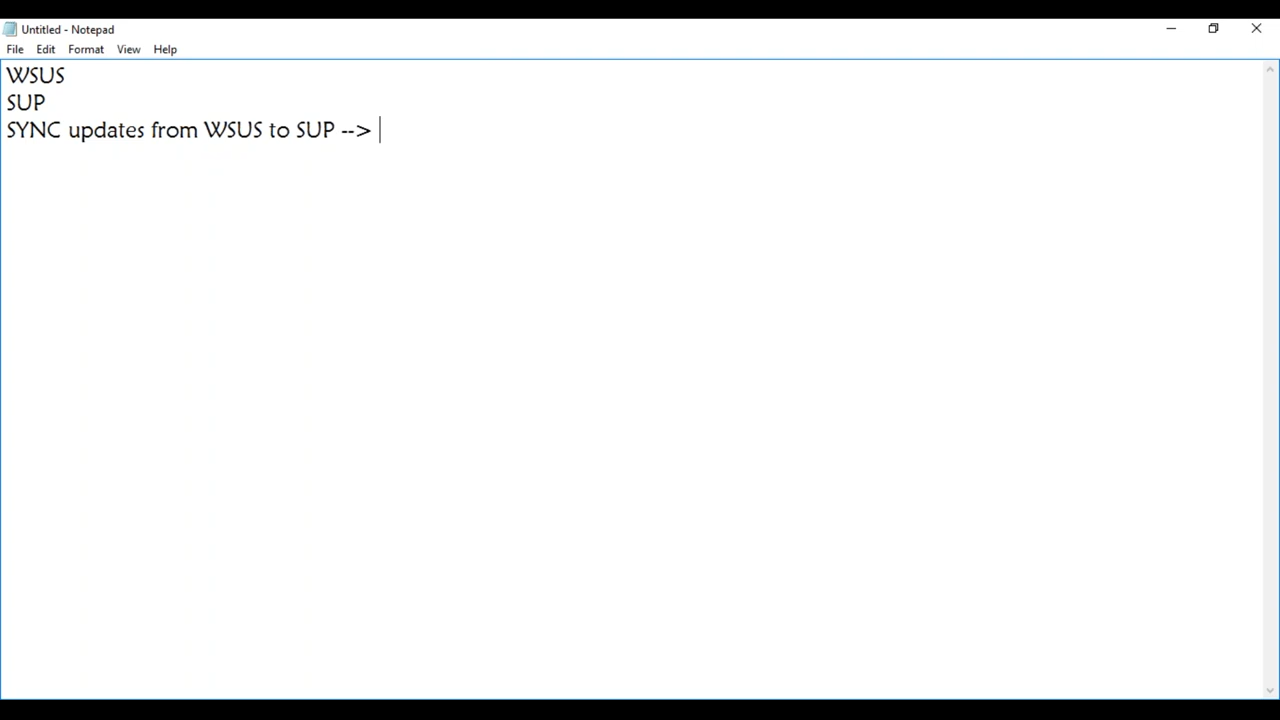 Untitled - Notepad
File Edit Format View Help
WSUS
SUP
SYNC updates from WSUS to SUP -->